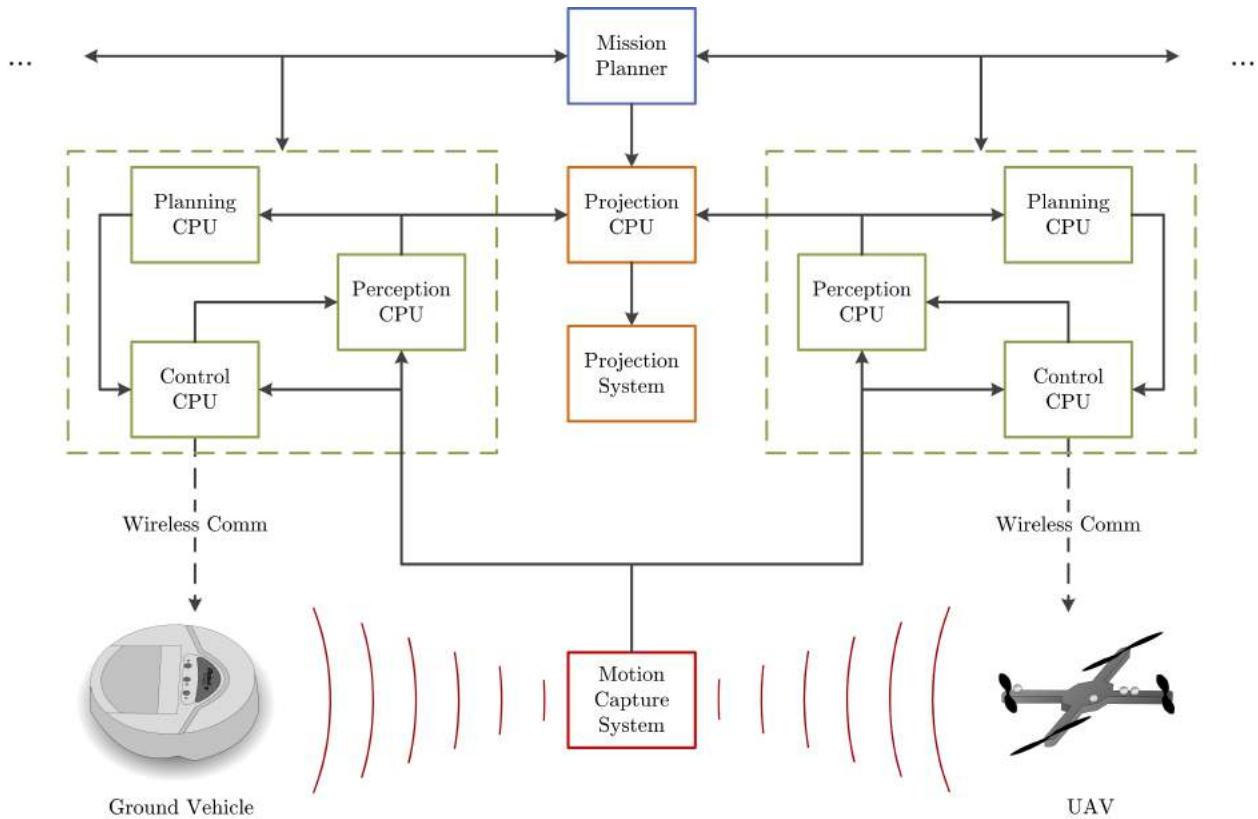 Mission
Planner
...
...
Planning
CPU
Projection
CPU
Planning
CPU
Perception
CPU
Perception
CPU
Control
CPU
Projection
System
Control
CPU
Wireless Comm
Wireless Comm
Motion
Capture
System
Ground Vehicle
UAV